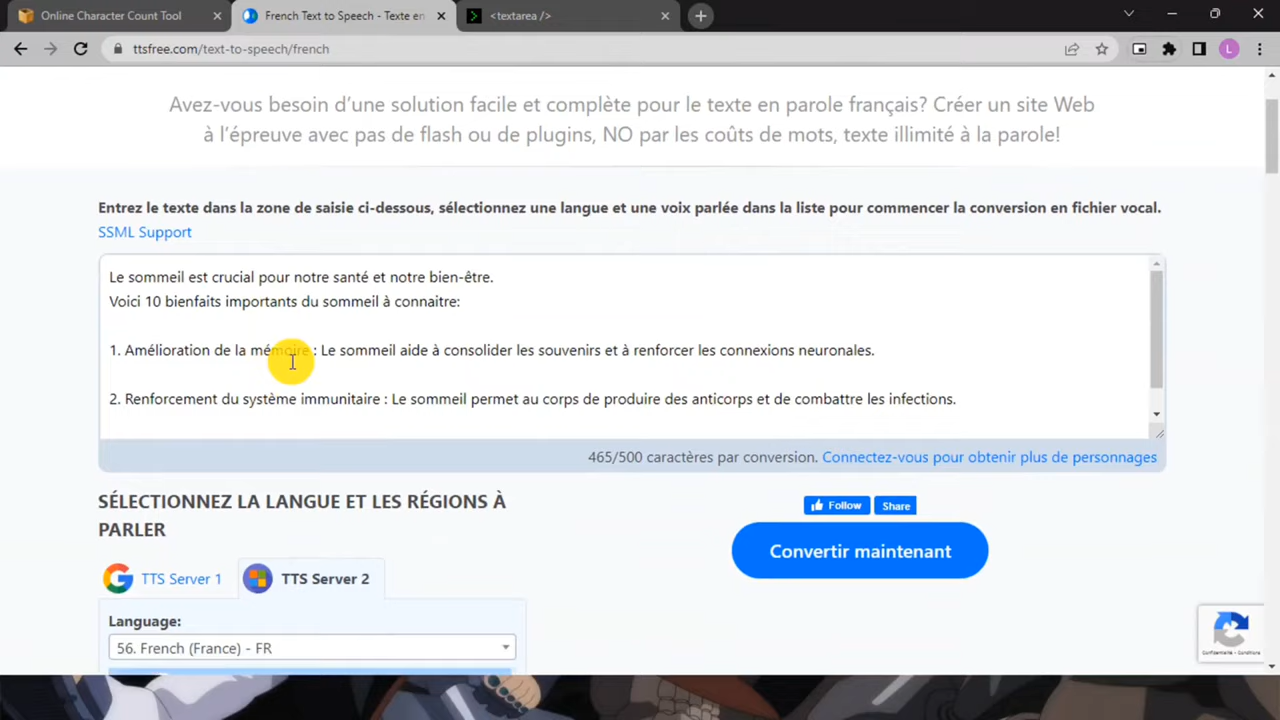 Online Character Count Tool
French Text to Speech - Texte en
<textarea />
ttsfree.com/text-to-speech/french
L
Avez-vous besoin d'une solution facile et complète pour le texte en parole français? Créer un site Web
à l'épreuve avec pas de flash ou de plugins, NO par les coûts de mots, texte illimité à la parole!
Entrez le texte dans la zone de saisie ci-dessous, sélectionnez une langue et une voix parlée dans la liste pour commencer la conversion en fichier vocal.
SSML Support
Le sommeil est crucial pour notre santé et notre bien-être.
Voici 10 bienfaits importants du sommeil à connaitre:
1. Amélioration de la mémoire : Le sommeil aide à consolider les souvenirs et à renforcer les connexions neuronales.
2. Renforcement du système immunitaire : Le sommeil permet au corps de produire des anticorps et de combattre les infections.
465/500 caractères par conversion. Connectez-vous pour obtenir plus de personnages
SÉLECTIONNEZ LA LANGUE ET LES RÉGIONS À
PARLER
Follow Share
Convertir maintenant
TTS Server 1
TTS Server 2
Language:
56. French (France) - FR
Confidentialité - Conditions